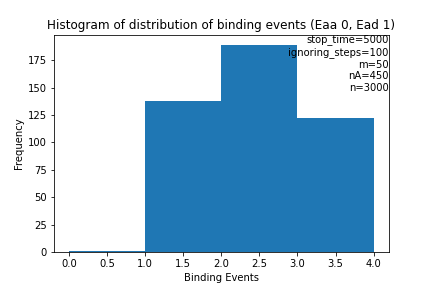 Histogram of distribution of binding events (Eaa 0, Ead 1)
stop_time=5000
ignoring_steps=100
m=50
nA=450
n=3000
175
150
125
100
75
50
25
0
Frequency
0.0 0.5 1.0 1.5 2.0 2.5 3.0 3.5 4.0
Binding Events